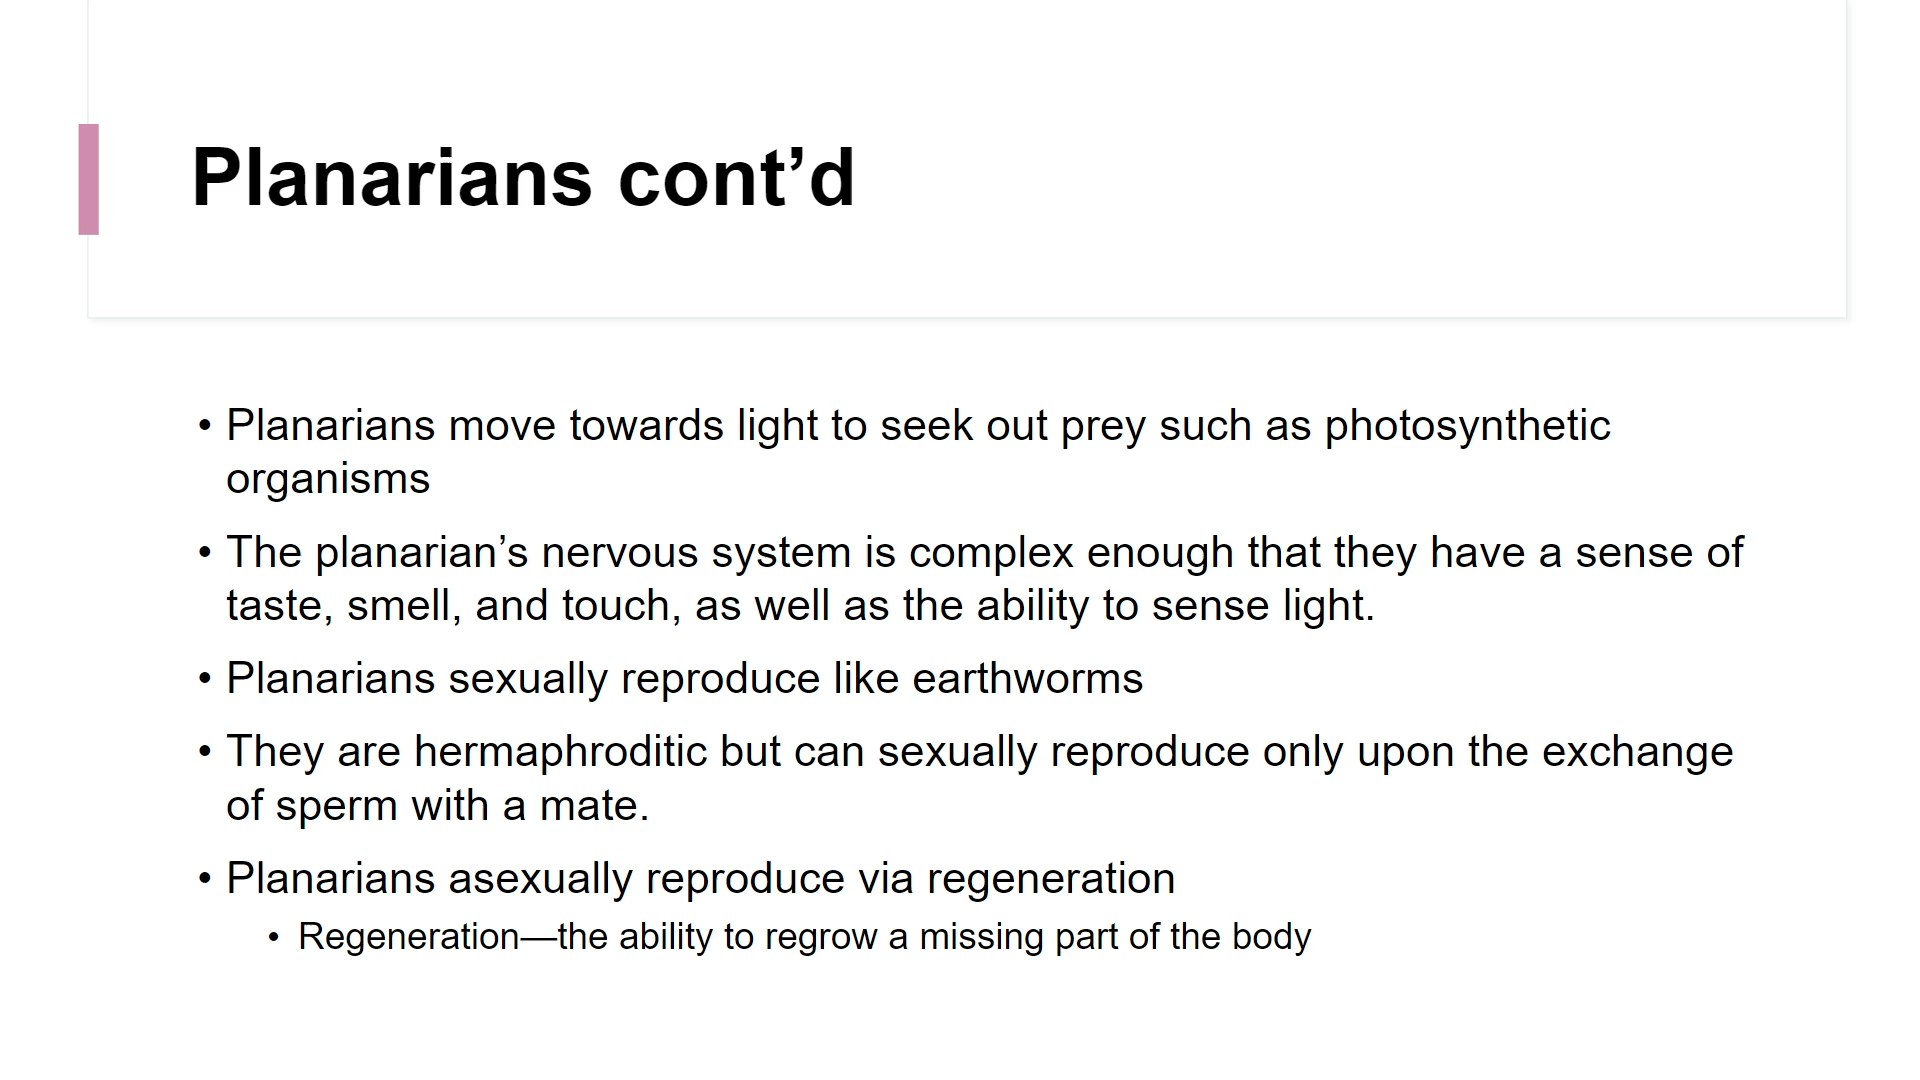 Planarians cont’d
• Planarians move towards light to seek out prey such as photosynthetic
organisms
• The planarian’s nervous system is complex enough that they have a sense of
taste, smell, and touch, as well as the ability to sense light.
• Planarians sexually reproduce like earthworms
• They are hermaphroditic but can sexually reproduce only upon the exchange
of sperm with a mate.
• Planarians asexually reproduce via regeneration
• Regeneration—the ability to regrow a missing part of the body